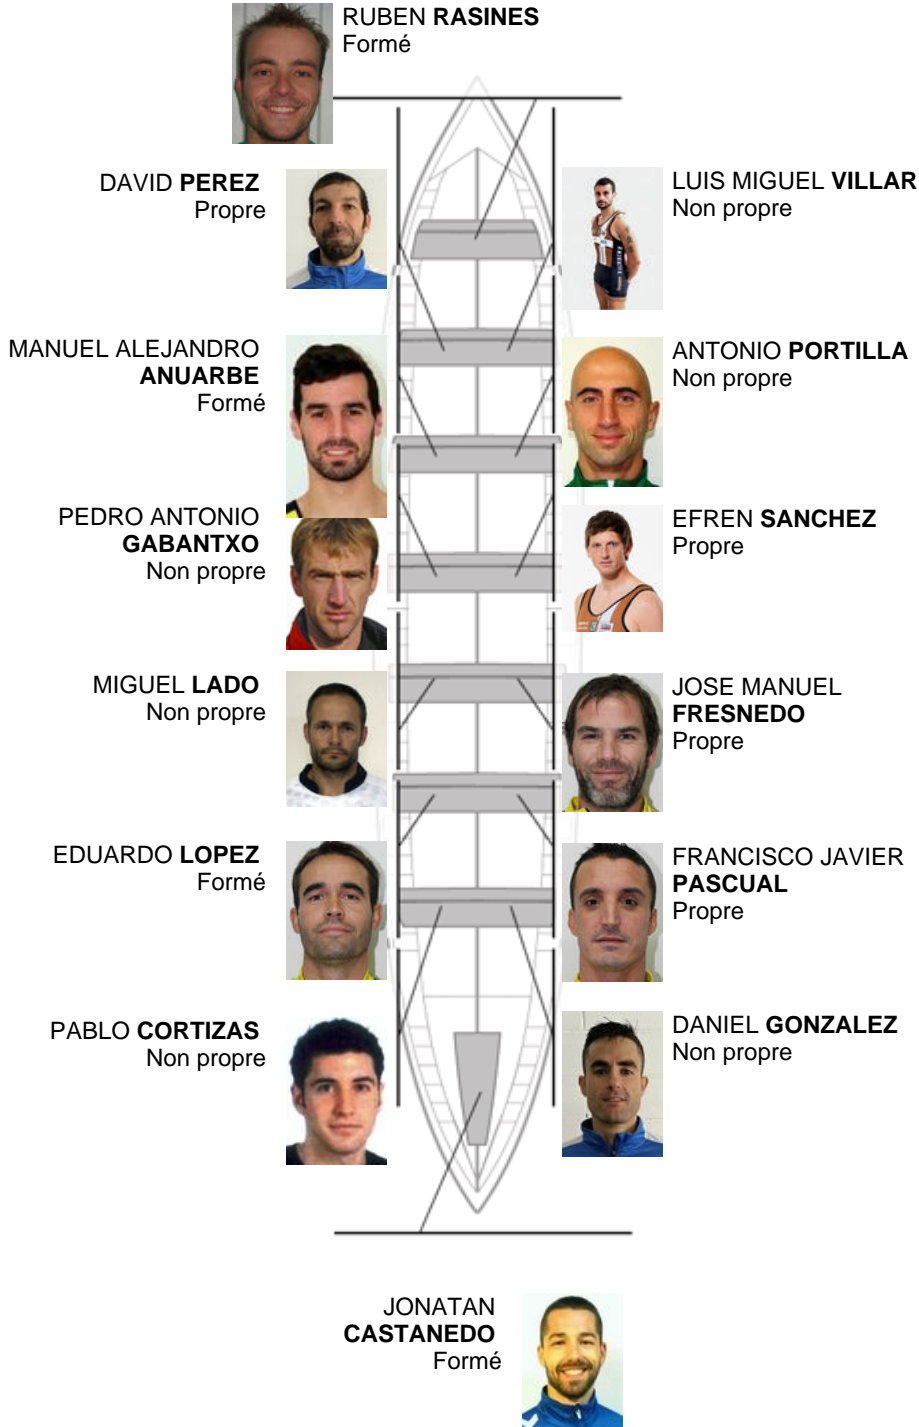 RUBEN RASINES
Formé
DAVID PEREZ
Propre
LUIS MIGUEL VILLAR
Non propre
MANUEL ALEJANDRO
ANUARBE
Formé
ANTONIO PORTILLA
Non propre
PEDRO ANTONIO
GABANTXO
Non propre
EFREN SANCHEZ
Propre
MIGUEL LADO
Non propre
JOSE MANUEL
FRESNEDO
Propre
EDUARDO LOPEZ
Formé
FRANCISCO JAVIER
PASCUAL
Propre
PABLO CORTIZAS
Non propre
DANIEL GONZALEZ
Non propre
JONATAN
CASTANEDO
Formé